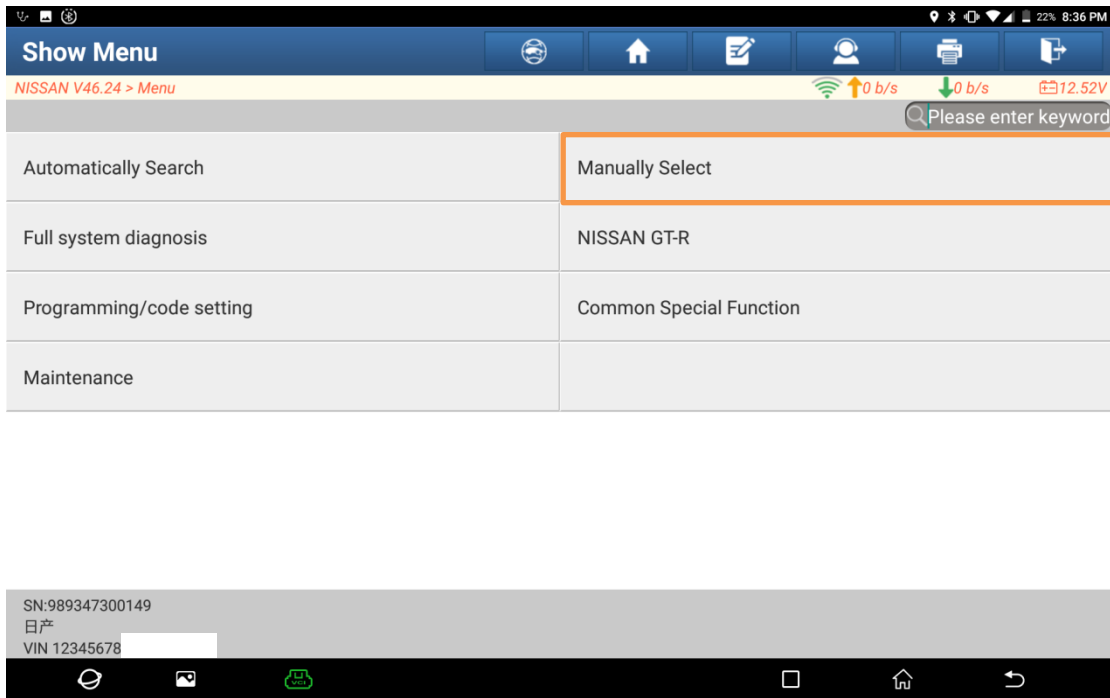 22% 8:36 PM
Show Menu
NISSAN V46.24 > Menu 0 b/s 0 b/s 12.52V
Please enter keyword
Automatically Search Manually Select
Full system diagnosis NISSAN GT-R
Programming/code setting Common Special Function
Maintenance
SN:989347300149
日产
VIN 12345678
VCI